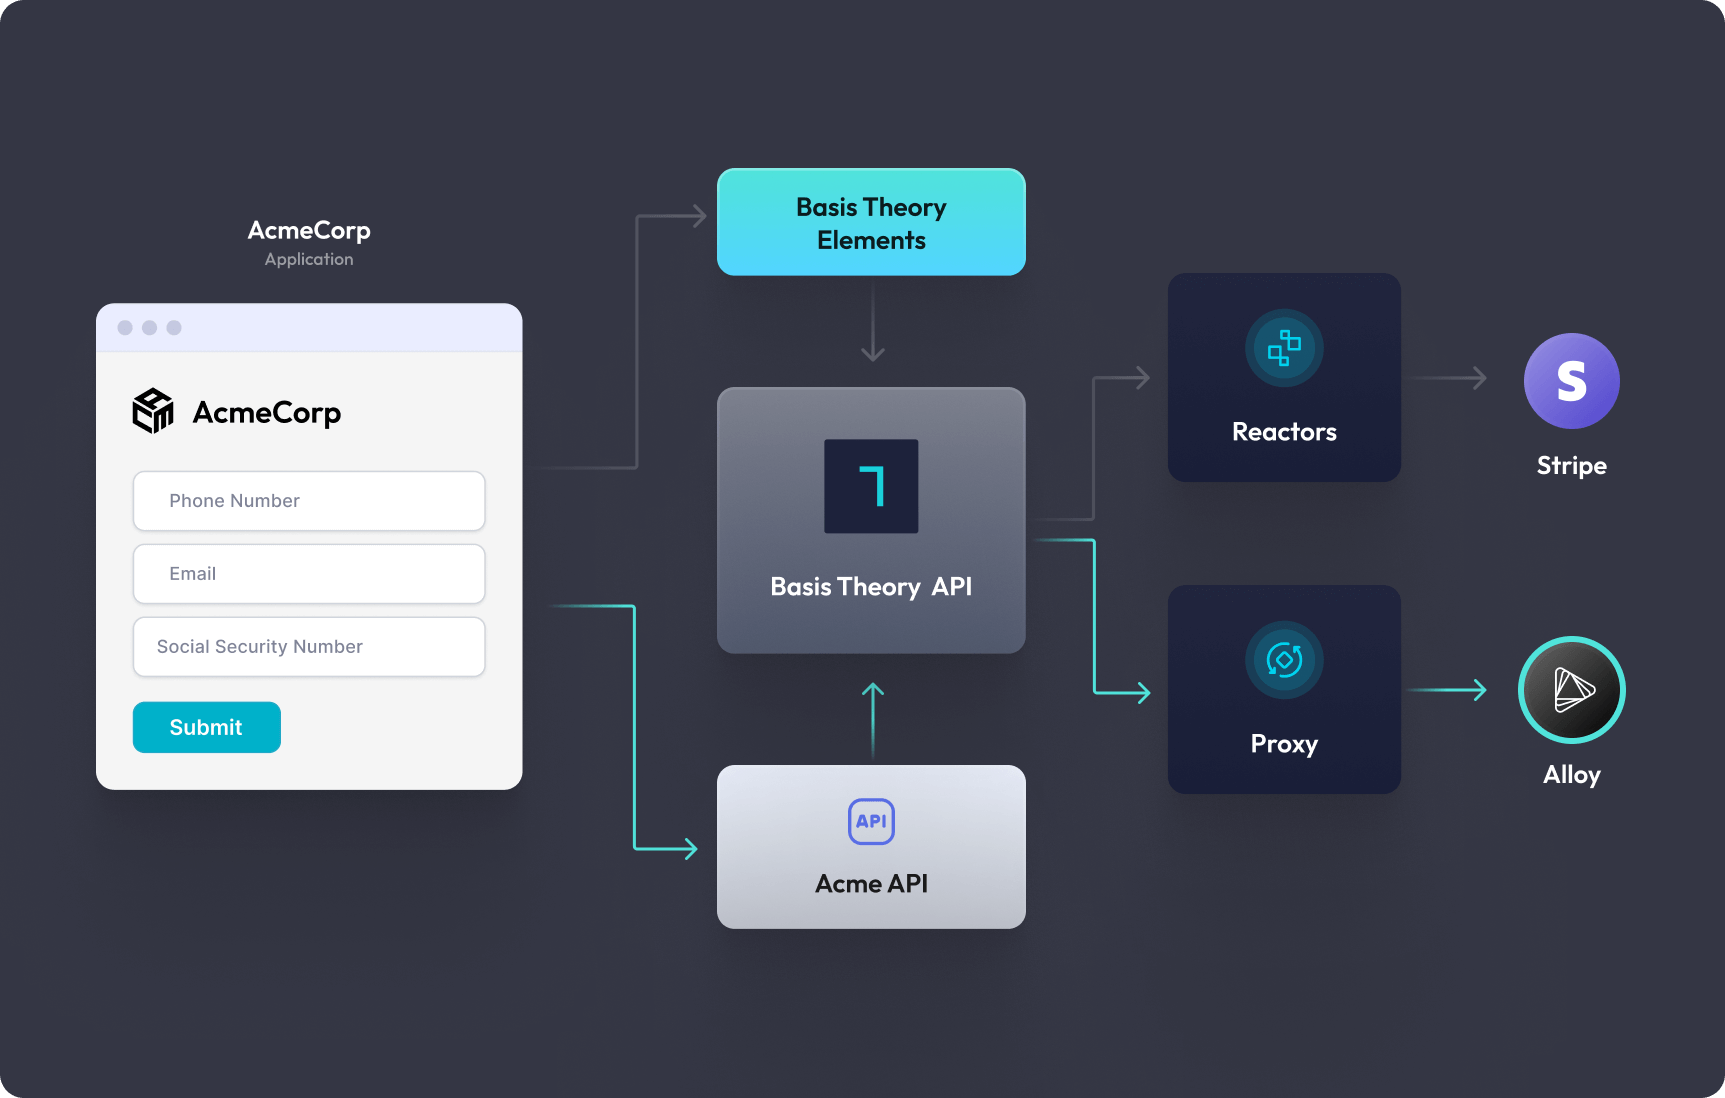 AcmeCorp
Application
AcmeCorp
Phone Number
Email
Social Security Number
Submit
Basis Theory
Elements
Basis Theory API
API
Acme API
Reactors
Proxy
S
Stripe
Alloy